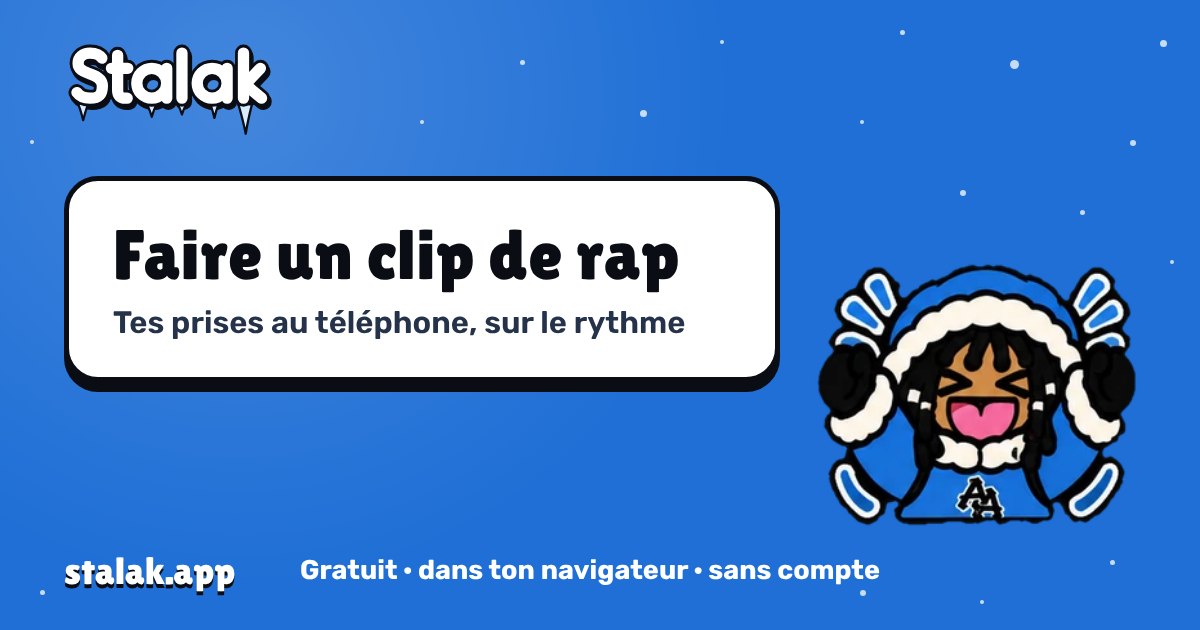 Stalak
Faire un clip de rap
Tes prises au téléphone, sur le rythme
AA
stalak.app
Gratuit • dans ton navigateur • sans compte